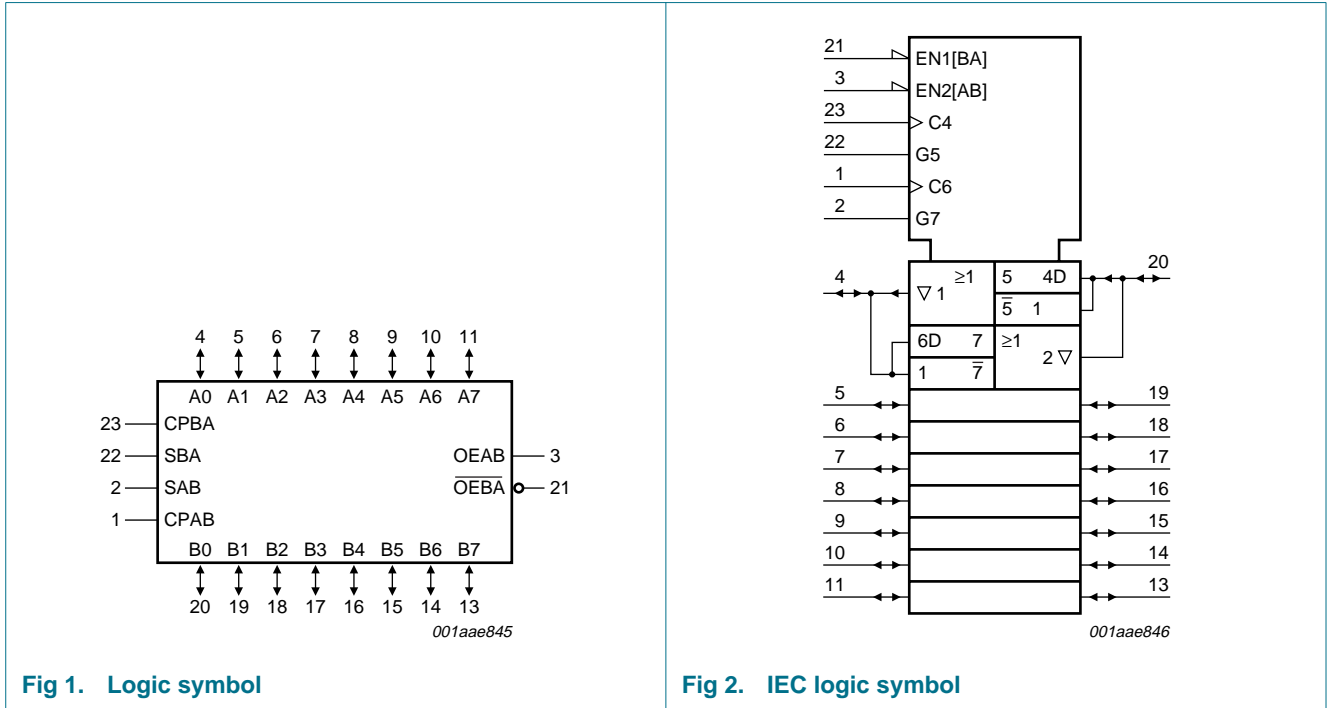 4 5 6 7 8 9 10 11
A0 A1 A2 A3 A4 A5 A6 A7
23 CPBA
22 SBA OEAB 3
2 SAB O̅E̅B̅A̅ 21
1 CPAB
B0 B1 B2 B3 B4 B5 B6 B7
20 19 18 17 16 15 14 13
001aae845
Fig 1. Logic symbol
21 EN1[BA]
3 EN2[AB]
23 C4
22 G5
1 C6
2 G7
4 ▽ 1 ≥1 5 4D 20
5̅ 1
6D 7 ≥1
2 ▽
1 7̅
5 19
6 18
7 17
8 16
9 15
10 14
11 13
001aae846
Fig 2. IEC logic symbol